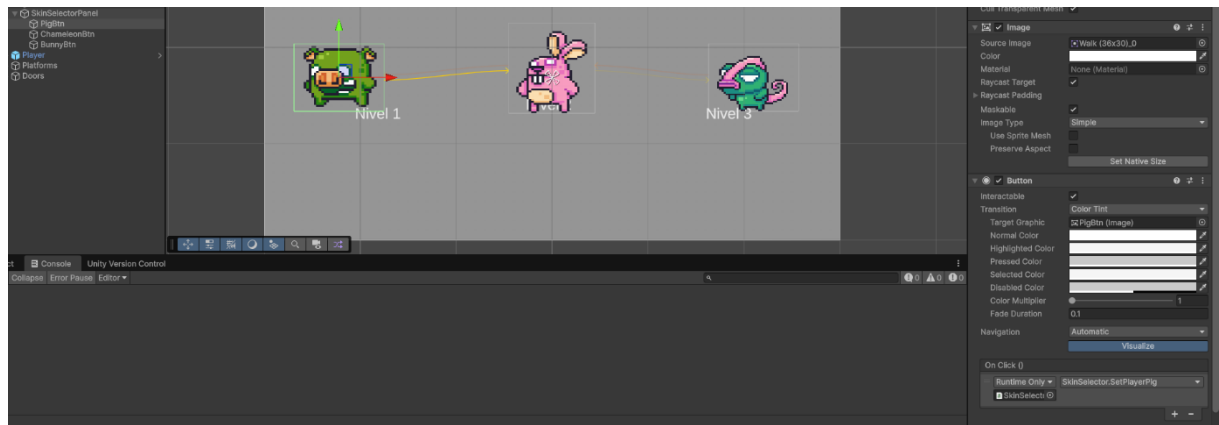 SkinSelectorPanel
PigBtn
ChameleonBtn
BunnyBtn
Player
Platforms
Doors
Nivel 1
Nivel 3
Console Unity Version Control
Collapse Error Pause Editor
0 0 0
Cull Transparent Mesh
Image
Source Image Walk (36x30)_0
Color
Material None (Material)
Raycast Target
Raycast Padding
Maskable
Image Type Simple
Use Sprite Mesh
Preserve Aspect
Set Native Size
Button
Interactable
Transition Color Tint
Target Graphic PigBtn (Image)
Normal Color
Highlighted Color
Pressed Color
Selected Color
Disabled Color
Color Multiplier 1
Fade Duration 0.1
Navigation Automatic
Visualize
On Click ()
Runtime Only SkinSelector.SetPlayerPig
SkinSelect